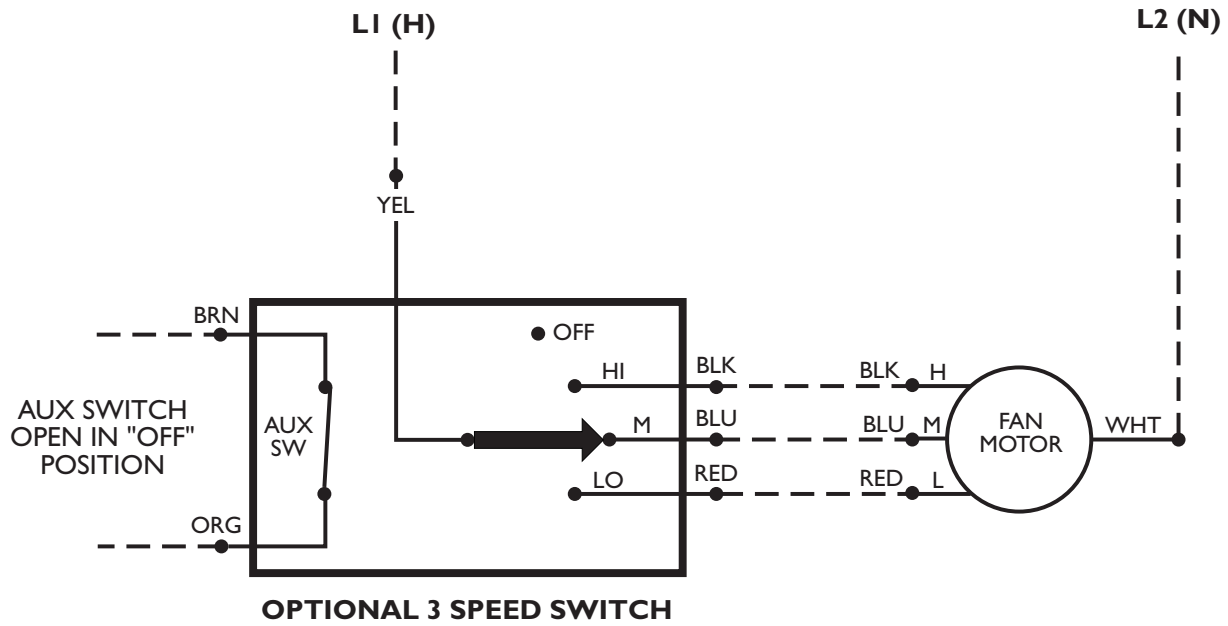 L1 (H)
L2 (N)
YEL
BRN
OFF
HI
BLK
BLK
H
AUX SWITCH
OPEN IN "OFF"
POSITION
AUX
SW
M
BLU
BLU
M
FAN
MOTOR
WHT
LO
RED
RED
L
ORG
OPTIONAL 3 SPEED SWITCH